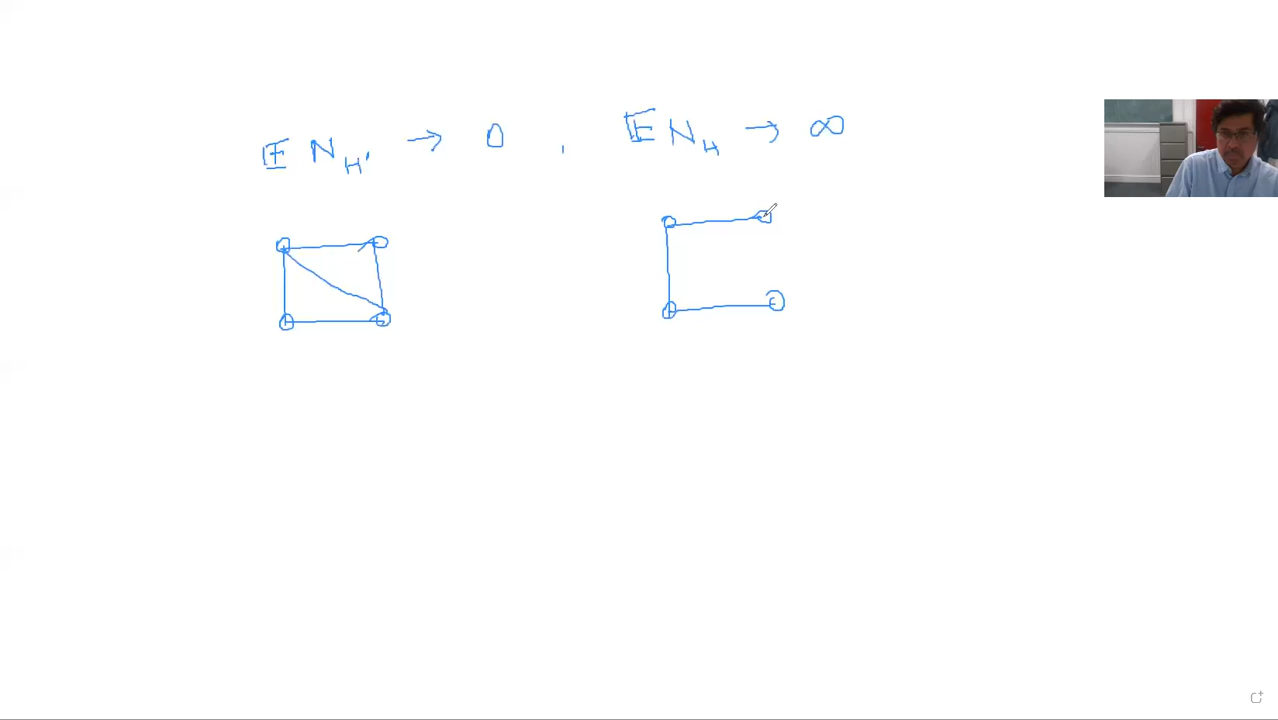 𝔼 N_H' → 0 , 𝔼 N_H → ∞